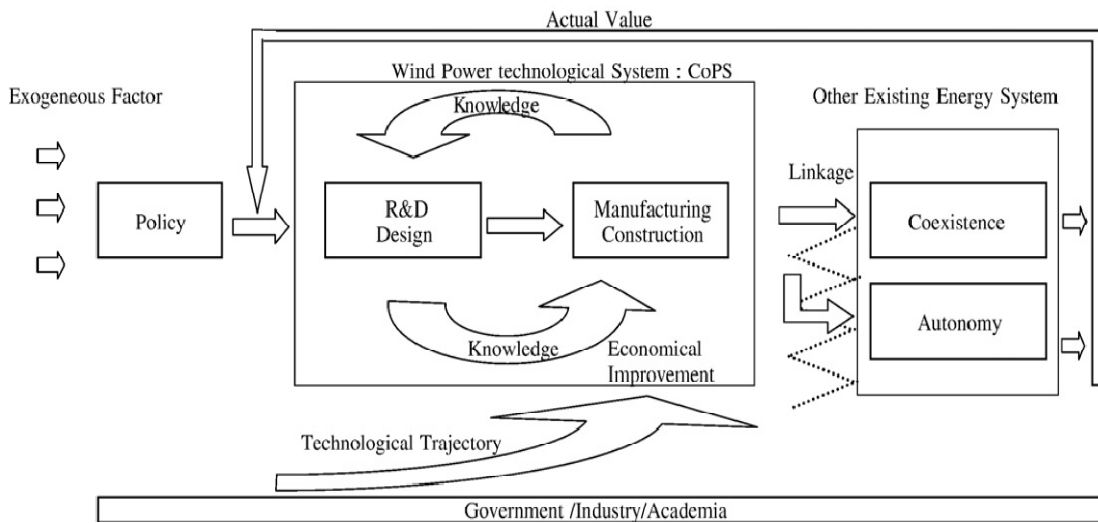 Actual Value
Wind Power technological System : CoPS
Exogeneous Factor
Knowledge
Other Existing Energy System
Linkage
Policy
R&D
Design
Manufacturing
Construction
Coexistence
Autonomy
Knowledge
Economical
Improvement
Technological Trajectory
Government /Industry/Academia